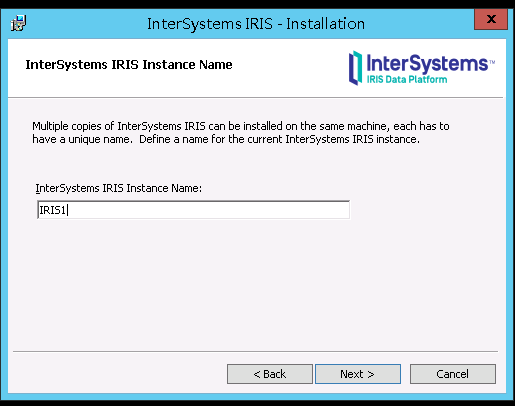 InterSystems IRIS - Installation
x
InterSystems IRIS Instance Name
InterSystems™
IRIS Data Platform
Multiple copies of InterSystems IRIS can be installed on the same machine, each has to
have a unique name. Define a name for the current InterSystems IRIS instance.
InterSystems IRIS Instance Name:
IRIS1
< Back
Next >
Cancel